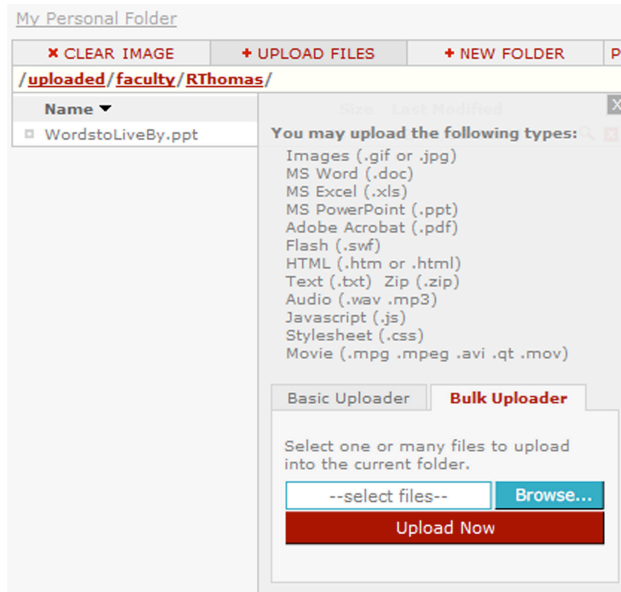 My Personal Folder
× CLEAR IMAGE + UPLOAD FILES + NEW FOLDER P
/uploaded/faculty/RThomas/
Name ▼ Size Last Modified X
WordstoLiveBy.ppt
You may upload the following types:
Images (.gif or .jpg)
MS Word (.doc)
MS Excel (.xls)
MS PowerPoint (.ppt)
Adobe Acrobat (.pdf)
Flash (.swf)
HTML (.htm or .html)
Text (.txt) Zip (.zip)
Audio (.wav .mp3)
Javascript (.js)
Stylesheet (.css)
Movie (.mpg .mpeg .avi .qt .mov)
Basic Uploader Bulk Uploader
Select one or many files to upload
into the current folder.
--select files-- Browse...
Upload Now